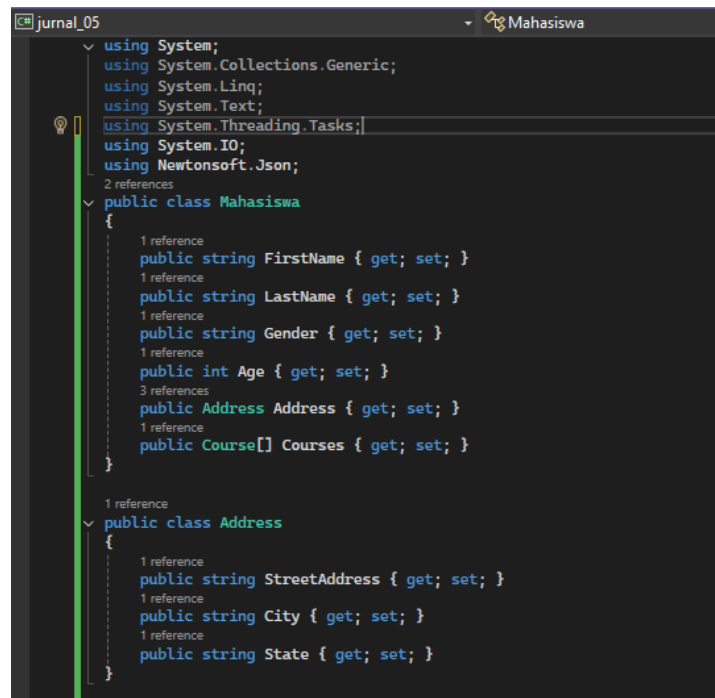 C# jurnal_05 Mahasiswa
using System;
using System.Collections.Generic;
using System.Linq;
using System.Text;
using System.Threading.Tasks;
using System.IO;
using Newtonsoft.Json;
2 references
public class Mahasiswa
{
1 reference
public string FirstName { get; set; }
1 reference
public string LastName { get; set; }
1 reference
public string Gender { get; set; }
1 reference
public int Age { get; set; }
3 references
public Address Address { get; set; }
1 reference
public Course[] Courses { get; set; }
}
1 reference
public class Address
{
1 reference
public string StreetAddress { get; set; }
1 reference
public string City { get; set; }
1 reference
public string State { get; set; }
}